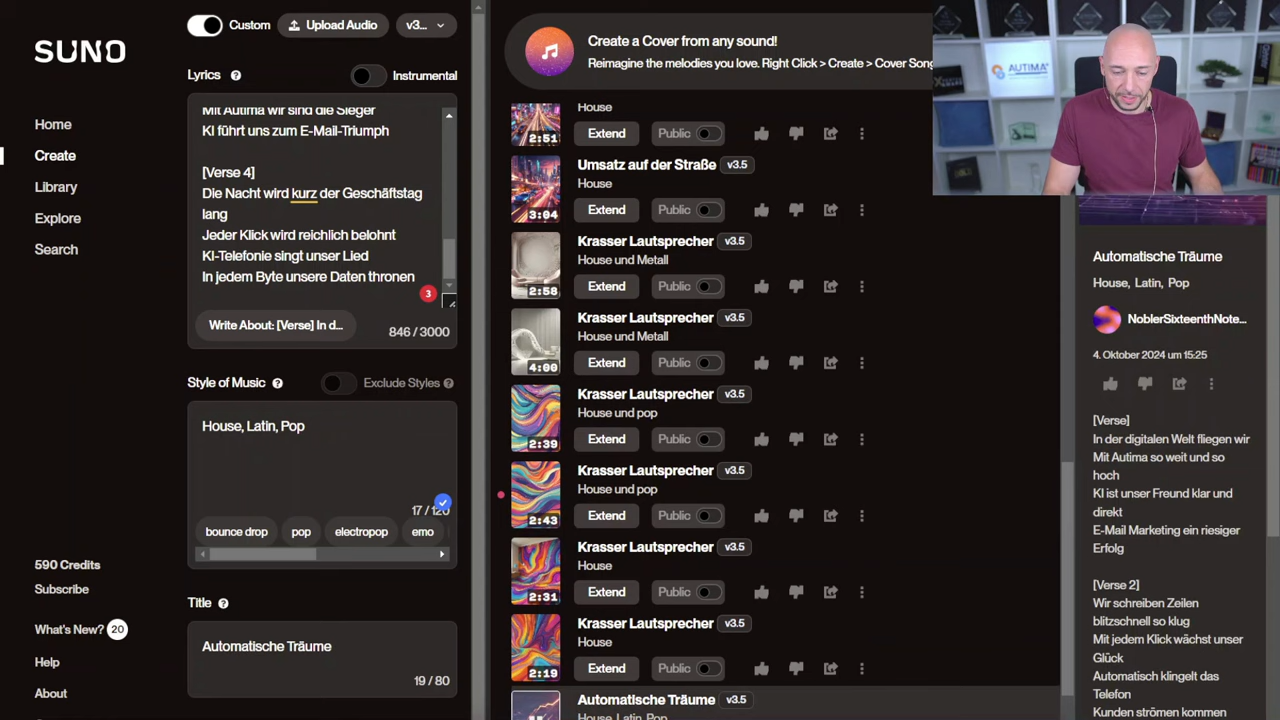 SUNO
Home
Create
Library
Explore
Search
590 Credits
Subscribe
What's New? 20
Help
About
Custom
Upload Audio
v3...
Lyrics
Instrumental
Mit Autima wir sind die Sieger
KI führt uns zum E-Mail-Triumph
[Verse 4]
Die Nacht wird kurz der Geschäftstag
lang
Jeder Klick wird reichlich belohnt
KI-Telefonie singt unser Lied
In jedem Byte unsere Daten thronen
3
Write About: [Verse] In d...
846 / 3000
Style of Music
Exclude Styles
House, Latin, Pop
17 / 120
bounce drop
pop
electropop
emo
Title
Automatische Träume
19 / 80
Create a Cover from any sound!
Reimagine the melodies you love. Right Click > Create > Cover Song
House
2:51
Extend
Public
Umsatz auf der Straße v3.5
House
3:04
Extend
Public
Krasser Lautsprecher v3.5
House und Metall
2:58
Extend
Public
Krasser Lautsprecher v3.5
House und Metall
4:00
Extend
Public
Krasser Lautsprecher v3.5
House und pop
2:39
Extend
Public
Krasser Lautsprecher v3.5
House und pop
2:43
Extend
Public
Krasser Lautsprecher v3.5
House
2:31
Extend
Public
Krasser Lautsprecher v3.5
House
2:19
Extend
Public
Automatische Träume v3.5
House, Latin, Pop
AUTIMA
Automatische Träume
House, Latin, Pop
NoblerSixteenthNote...
4. Oktober 2024 um 15:25
[Verse]
In der digitalen Welt fliegen wir
Mit Autima so weit und so
hoch
KI ist unser Freund klar und
direkt
E-Mail Marketing ein riesiger
Erfolg
[Verse 2]
Wir schreiben Zeilen
blitzschnell so klug
Mit jedem Klick wächst unser
Glück
Automatisch klingelt das
Telefon
Kunden strömen kommen